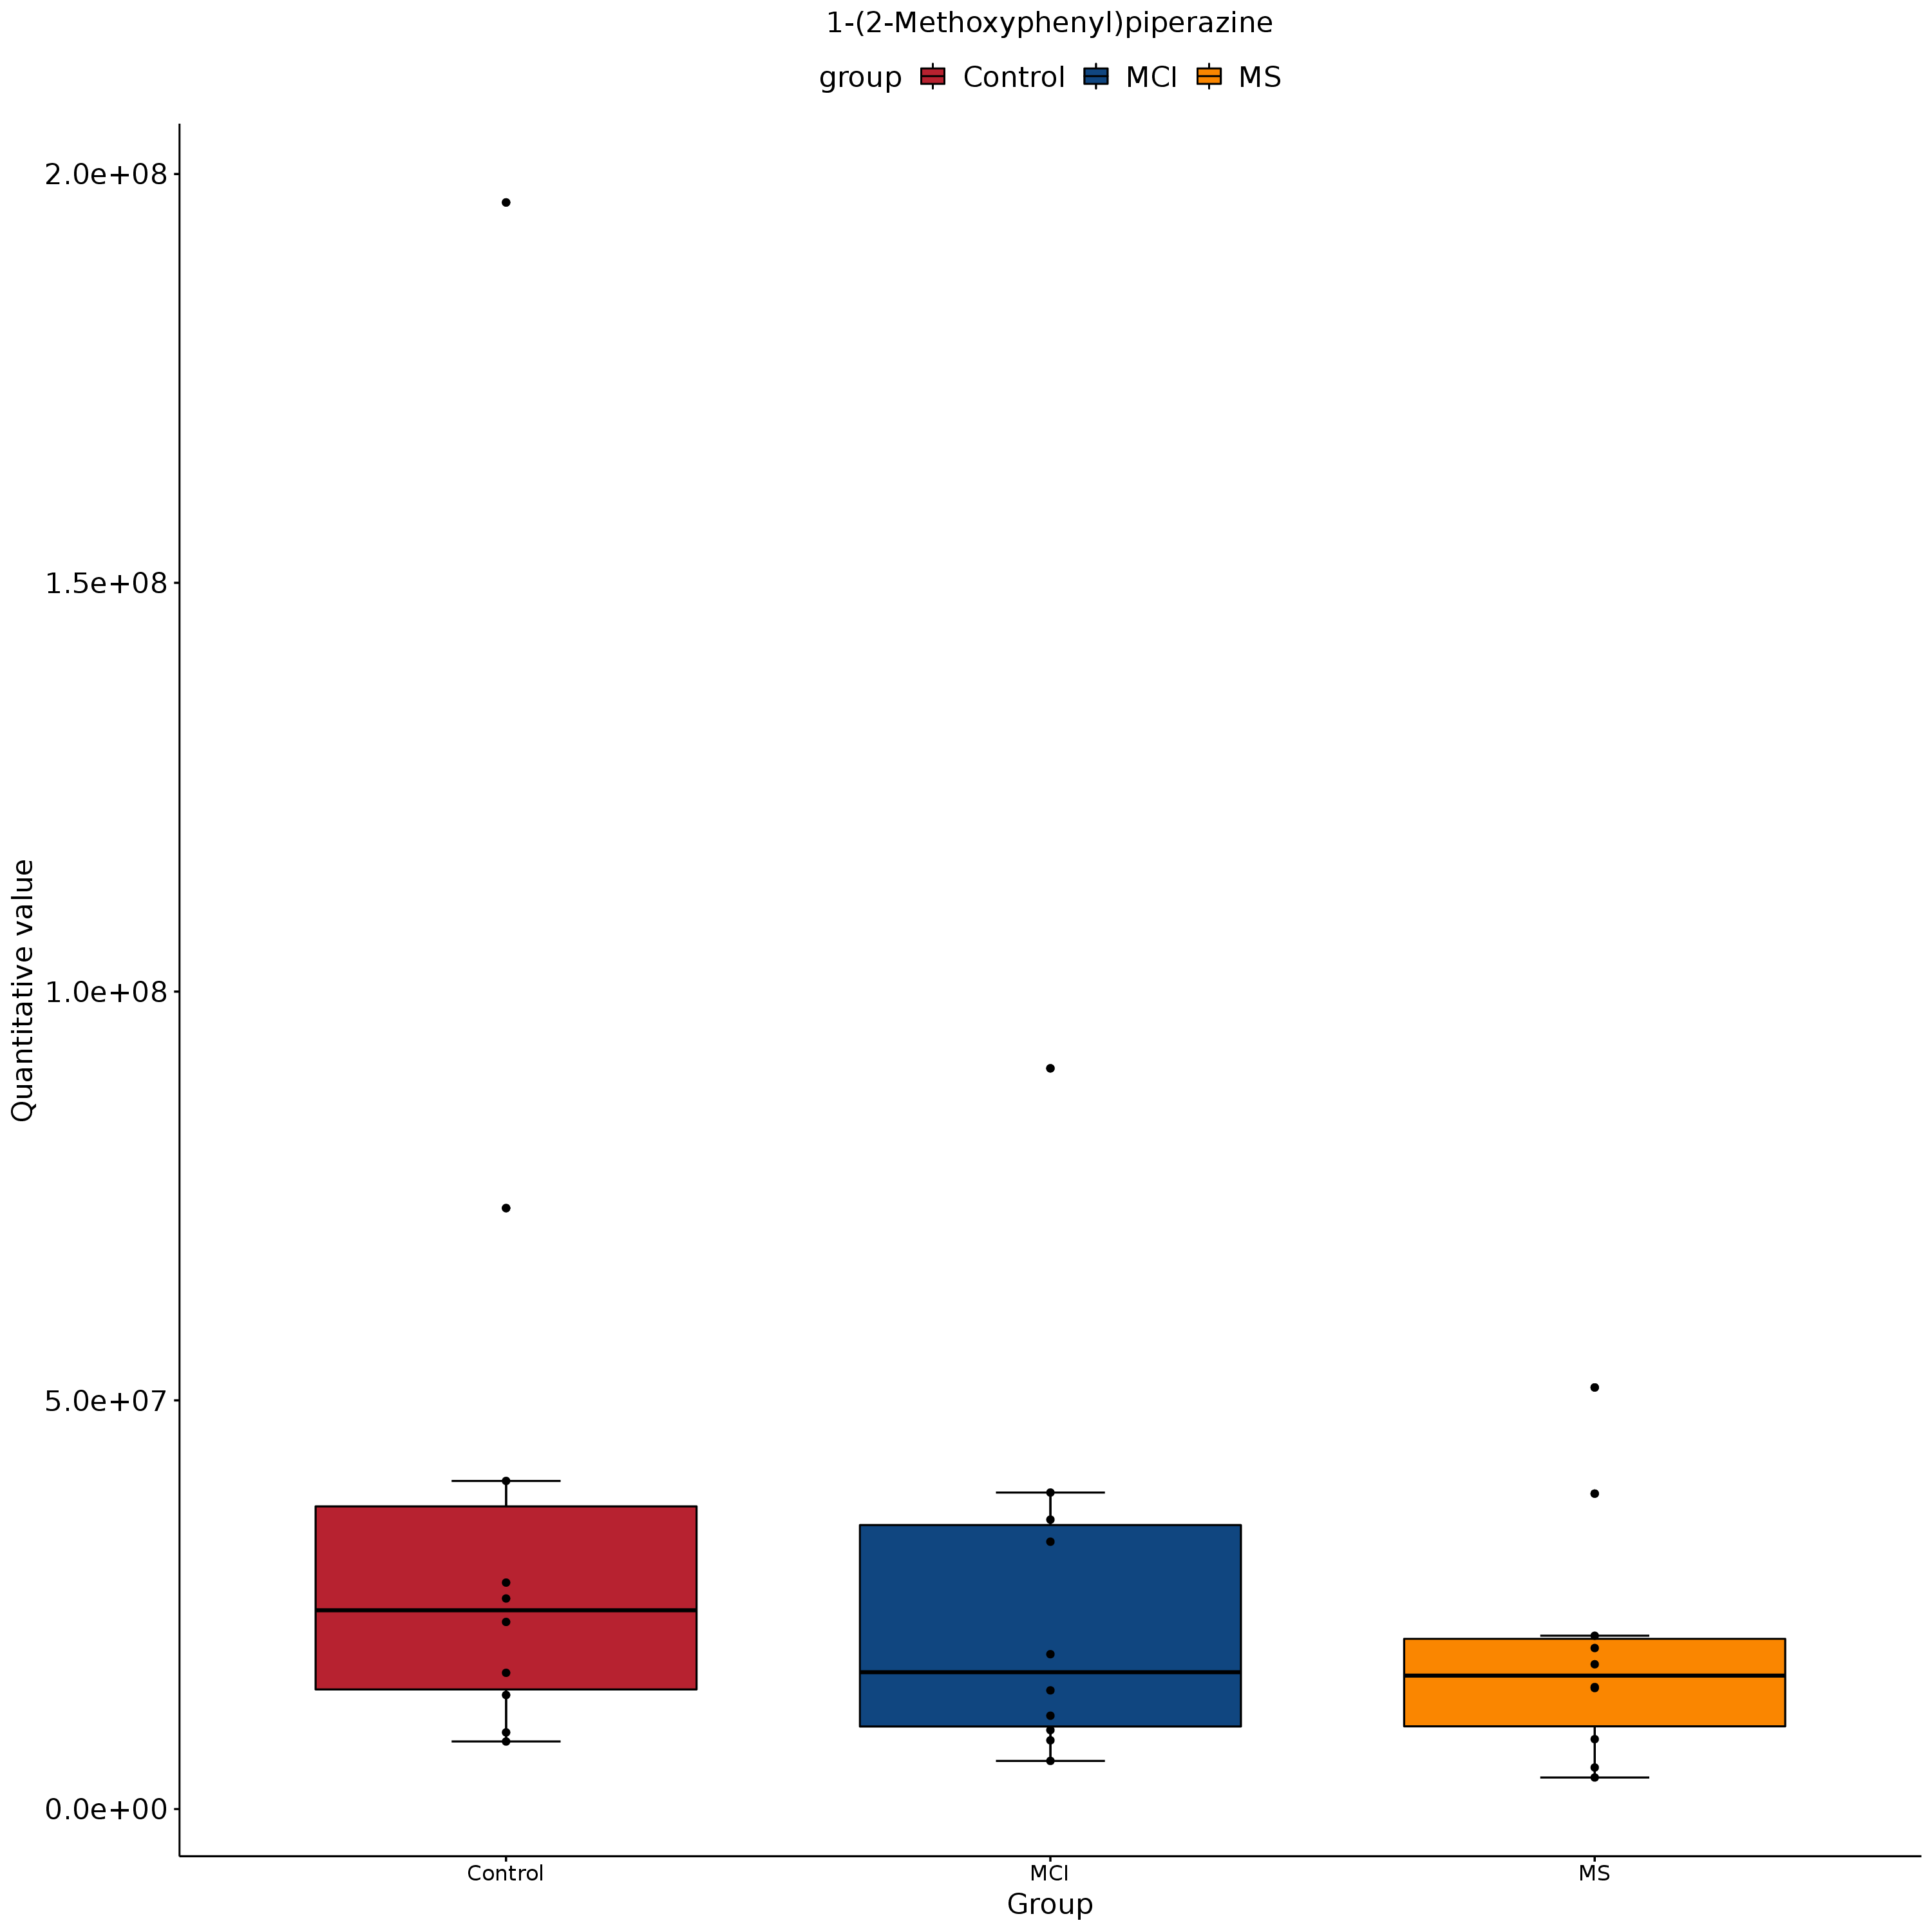 1-(2-Methoxyphenyl)piperazine
group Control MCI MS
2.0e+08
1.5e+08
1.0e+08
5.0e+07
0.0e+00
Quantitative value
Control MCI MS
Group